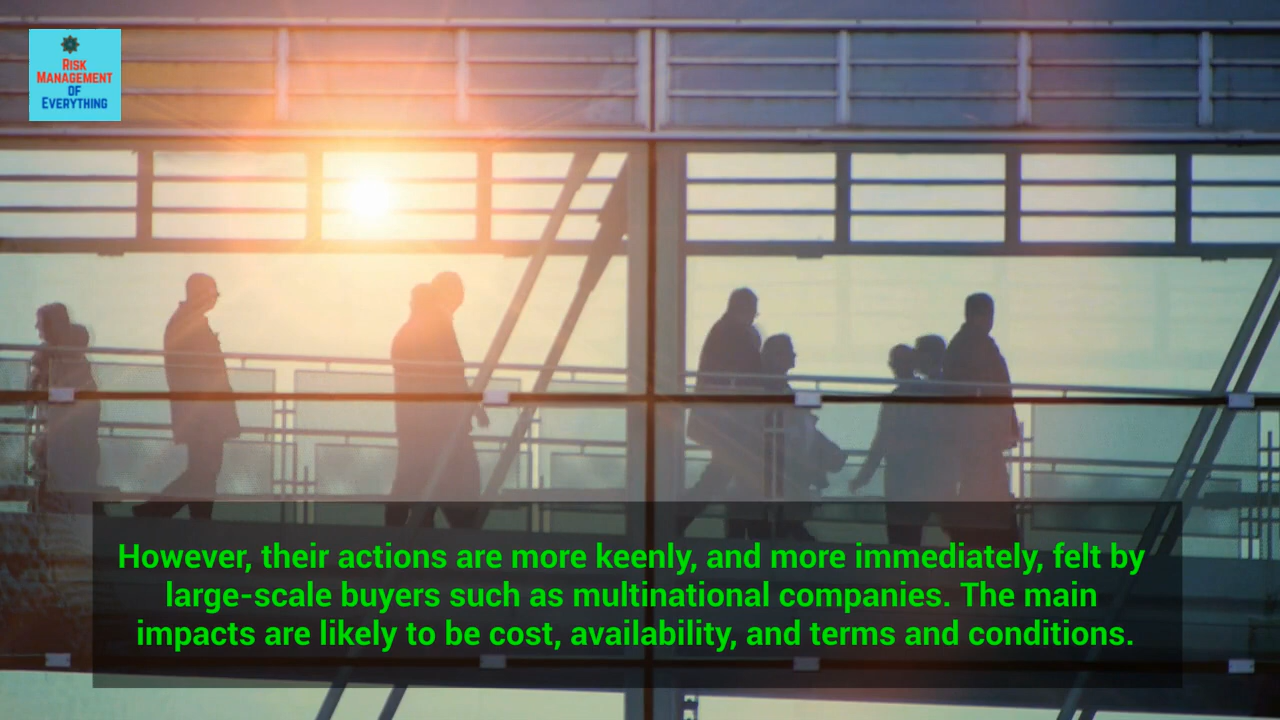 RISK
MANAGEMENT
OF
EVERYTHING
However, their actions are more keenly, and more immediately, felt by
large-scale buyers such as multinational companies. The main
impacts are likely to be cost, availability, and terms and conditions.